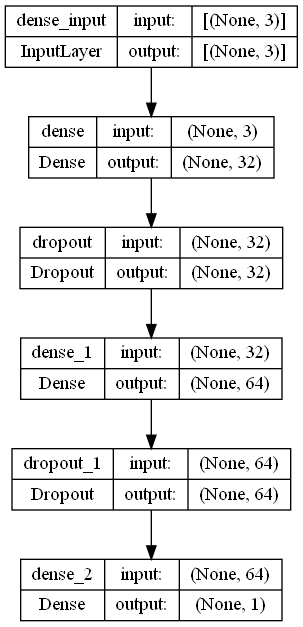 dense_input input: [(None, 3)]
InputLayer output: [(None, 3)]
dense input: (None, 3)
Dense output: (None, 32)
dropout input: (None, 32)
Dropout output: (None, 32)
dense_1 input: (None, 32)
Dense output: (None, 64)
dropout_1 input: (None, 64)
Dropout output: (None, 64)
dense_2 input: (None, 64)
Dense output: (None, 1)